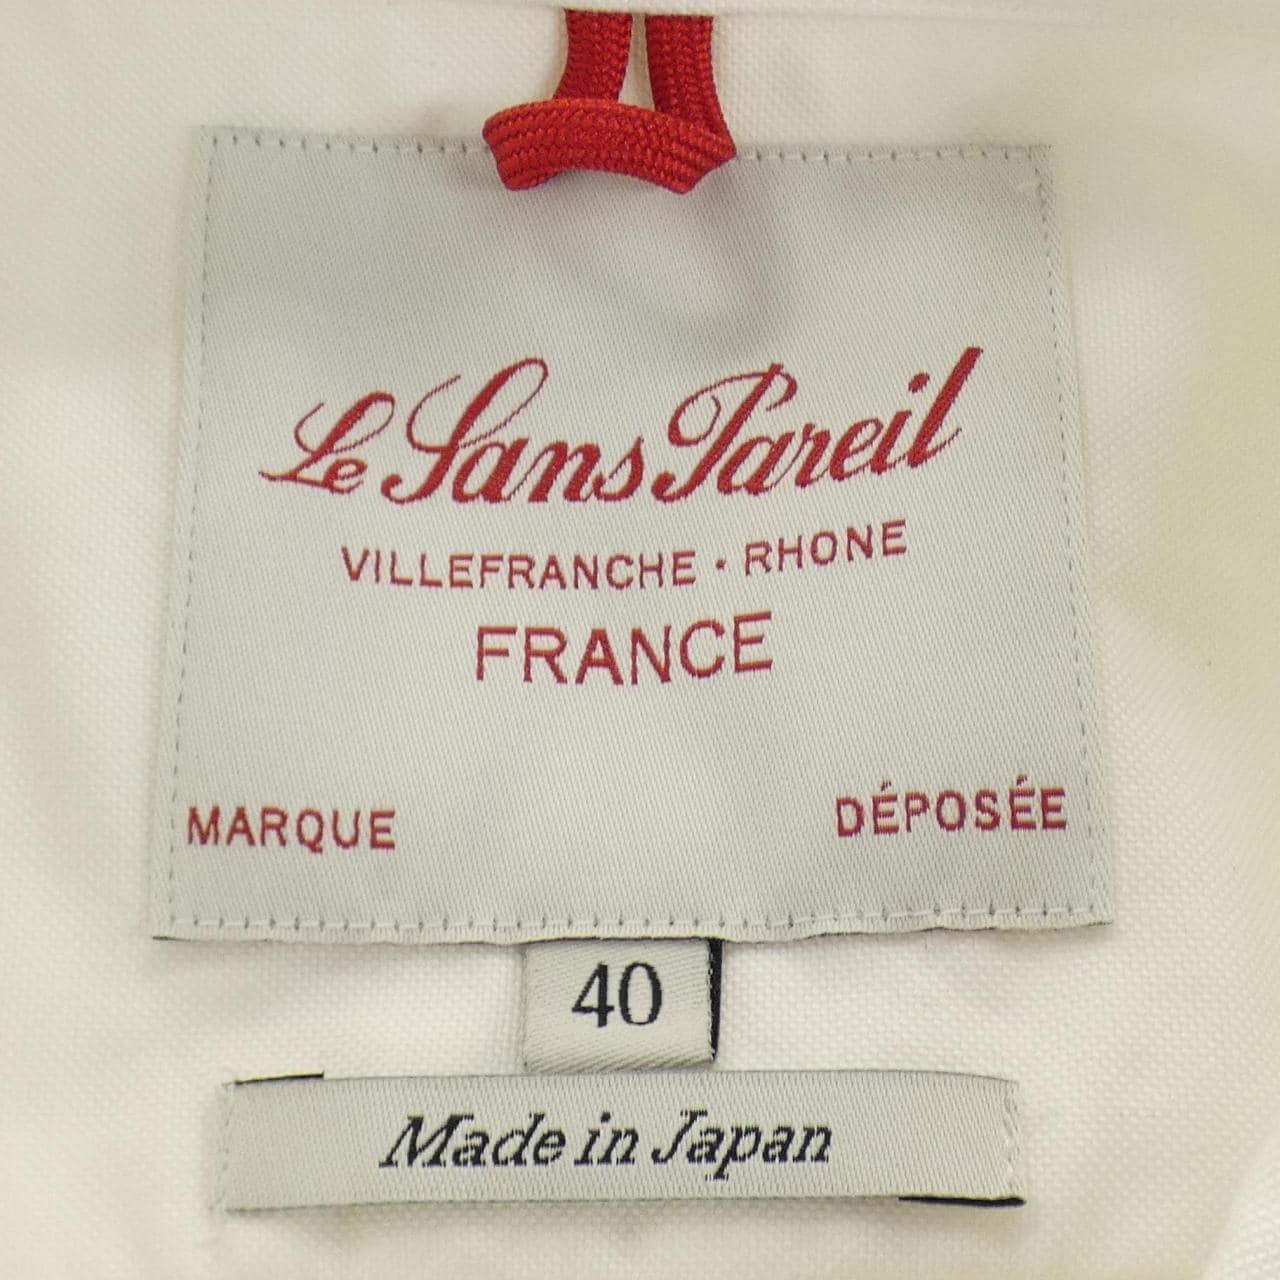 Le Sans Pareil
VILLEFRANCHE · RHONE
FRANCE
MARQUE DÉPOSÉE
40
Made in Japan